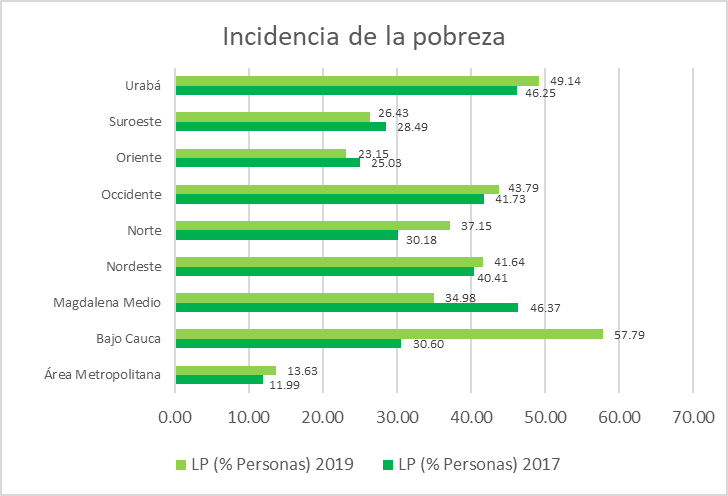 Incidencia de la pobreza
Urabá
49.14
46.25
Suroeste
26.43
28.49
Oriente
23.15
25.03
Occidente
43.79
41.73
Norte
37.15
30.18
Nordeste
41.64
40.41
Magdalena Medio
34.98
46.37
Bajo Cauca
57.79
30.60
Área Metropolitana
13.63
11.99
0.00 10.00 20.00 30.00 40.00 50.00 60.00 70.00
LP (% Personas) 2019 LP (% Personas) 2017